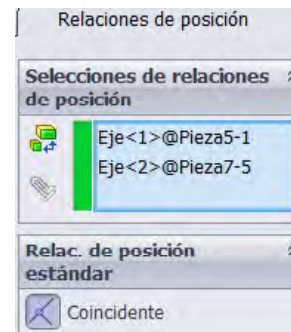 Relaciones de posición
Selecciones de relaciones
de posición
Eje<1>@Pieza5-1
Eje<2>@Pieza7-5
Relac. de posición
estándar
Coincidente